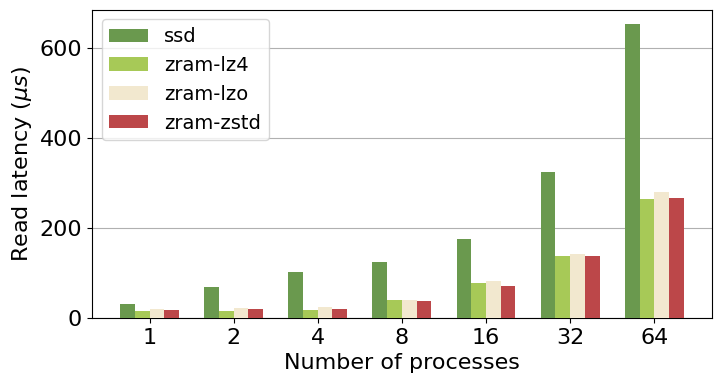 ssd
zram-lz4
zram-lzo
zram-zstd
Read latency (μs)
600
400
200
0
1 2 4 8 16 32 64
Number of processes